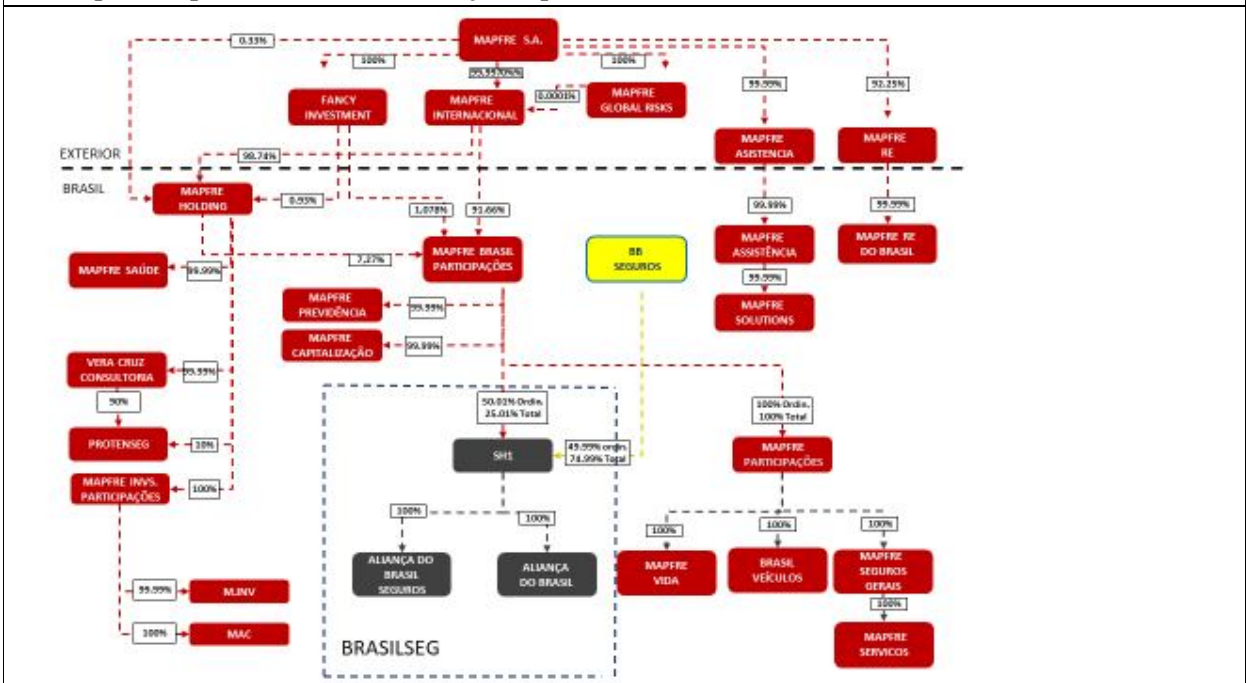 MAPFRE S.A.
0.33%
100%
100%
99.99%
92.25%
FANCY
INVESTMENT
MAPFRE
INTERNACIONAL
0.0001%
MAPFRE
GLOBAL RISKS
MAPFRE
ASISTENCIA
MAPFRE
RE
EXTERIOR
98.74%
BRASIL
MAPFRE
HOLDING
0.93%
1.078%
91.66%
99.99%
99.99%
MAPFRE SAÚDE
99.99%
7,27%
MAPFRE BRASIL
PARTICIPAÇÕES
BB
SEGUROS
MAPFRE
ASSISTÊNCIA
MAPFRE RE
DO BRASIL
99.99%
MAPFRE
PREVIDÊNCIA
99.99%
MAPFRE
SOLUTIONS
MAPFRE
CAPITALIZAÇÃO
99.99%
VERA CRUZ
CONSULTORIA
99.99%
90%
50.01% Ordin.
25.01% Total
100% Ordin.
100% Total
PROTENSEG
10%
SH1
49.99% ordin.
74.99% Total
MAPFRE
PARTICIPAÇÕES
MAPFRE INVS.
PARTICIPAÇÕES
100%
100%
100%
100%
100%
100%
ALIANÇA DO
BRASIL
SEGUROS
ALIANÇA
DO BRASIL
MAPFRE
VIDA
BRASIL
VEÍCULOS
MAPFRE
SEGUROS
GERAIS
99.99%
M.INV
100%
100%
MAC
BRASILSEG
MAPFRE
SERVICOS